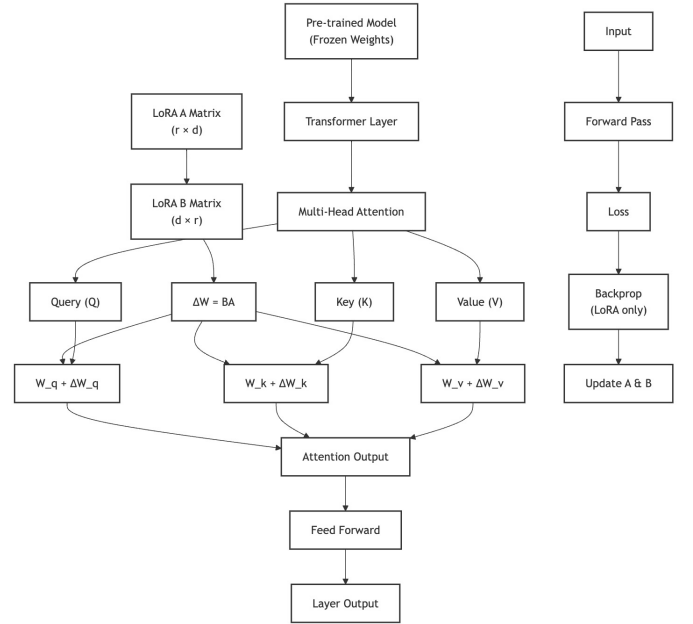 Pre-trained Model
(Frozen Weights)
Input
LoRA A Matrix
(r × d)
Transformer Layer
Forward Pass
LoRA B Matrix
(d × r)
Multi-Head Attention
Loss
Query (Q)
ΔW = BA
Key (K)
Value (V)
Backprop
(LoRA only)
W_q + ΔW_q
W_k + ΔW_k
W_v + ΔW_v
Update A & B
Attention Output
Feed Forward
Layer Output